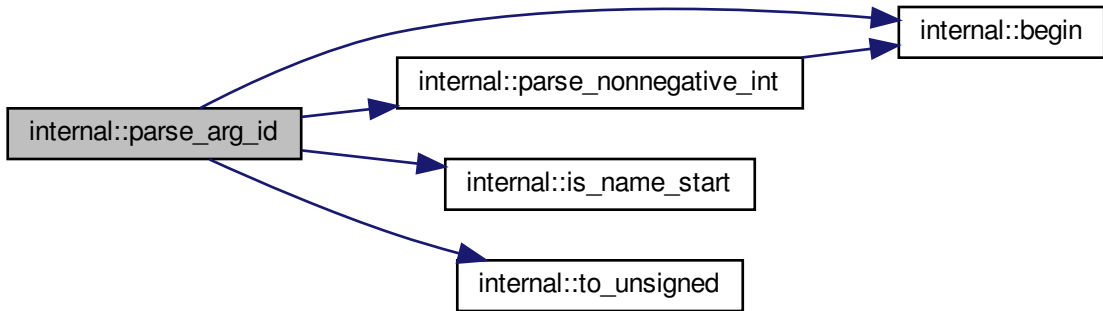 internal::begin
internal::parse_nonnegative_int
internal::parse_arg_id
internal::is_name_start
internal::to_unsigned